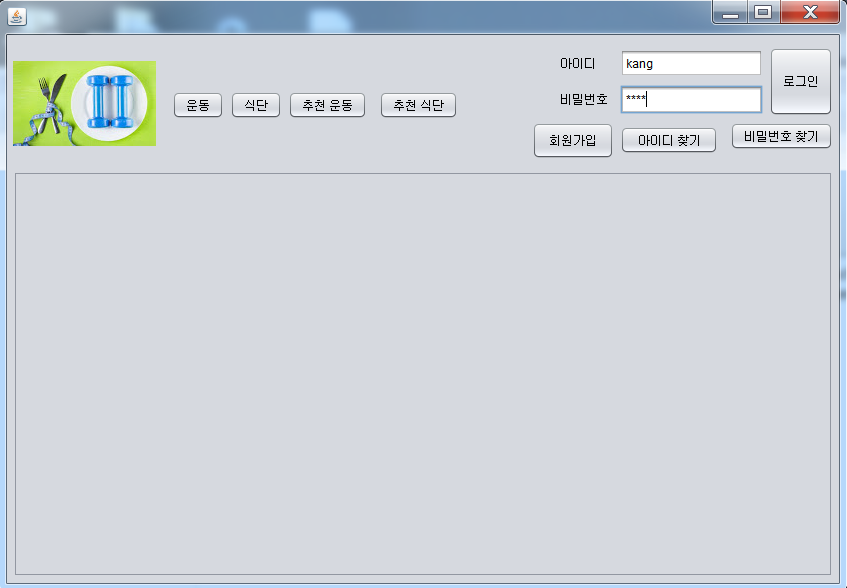 아이디 kang
로그인
비밀번호 ****
운동 식단 추천 운동 추천 식단
회원가입 아이디 찾기 비밀번호 찾기